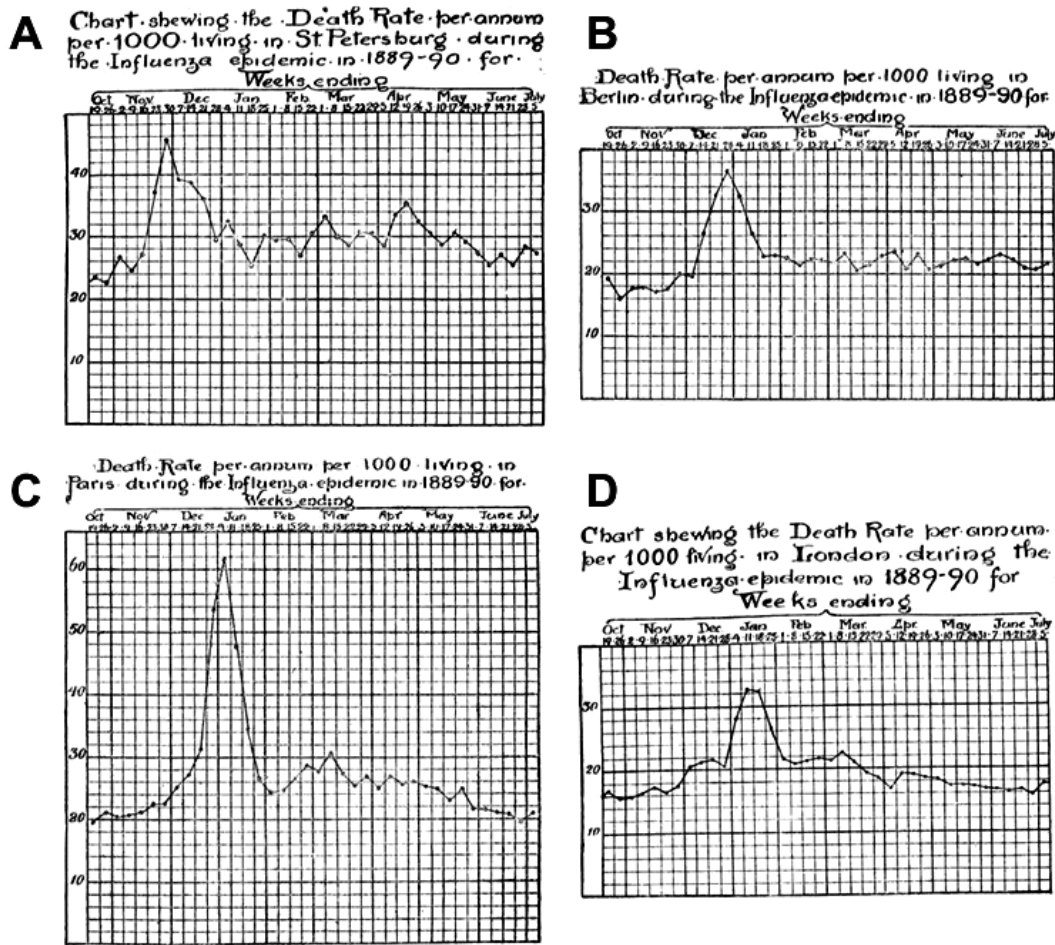 A
Chart shewing the Death Rate per annum
per 1000 living in St. Petersburg during
the Influenza epidemic in 1889-90 for
Weeks ending
Oct Nov Dec Jan Feb Mar Apr May June July
40
30
20
10
B
Death Rate per annum per 1000 living in
Berlin during the Influenza epidemic in 1889-90 for
Weeks ending
Oct Nov Dec Jan Feb Mar Apr May June July
30
20
10
C
Death Rate per annum per 1000 living in
Paris during the Influenza epidemic in 1889-90 for
Weeks ending
Oct Nov Dec Jan Feb Mar Apr May June July
60
50
40
30
20
10
D
Chart shewing the Death Rate per annum
per 1000 living in London during the
Influenza epidemic in 1889-90 for
Weeks ending
Oct Nov Dec Jan Feb Mar Apr May June July
30
20
10